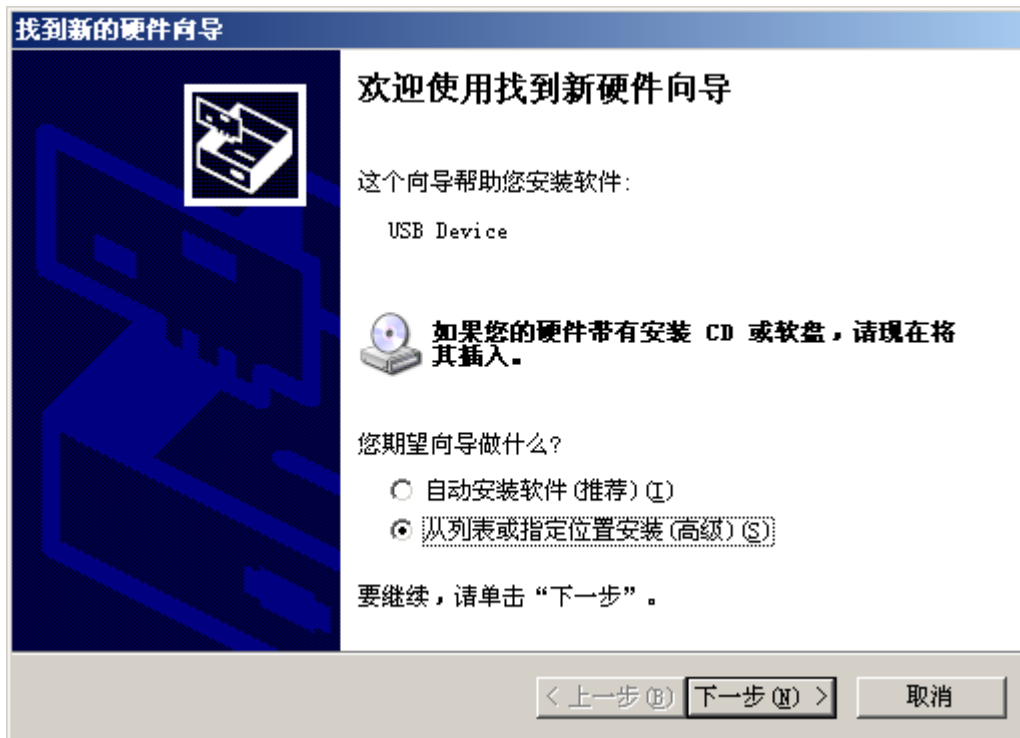 找到新的硬件向导
欢迎使用找到新硬件向导
这个向导帮助您安装软件:
USB Device
如果您的硬件带有安装 CD 或软盘，请现在将
其插入。
您期望向导做什么?
自动安装软件(推荐)(I)
从列表或指定位置安装(高级)(S)
要继续，请单击“下一步”。
< 上一步(B) 下一步(N) > 取消